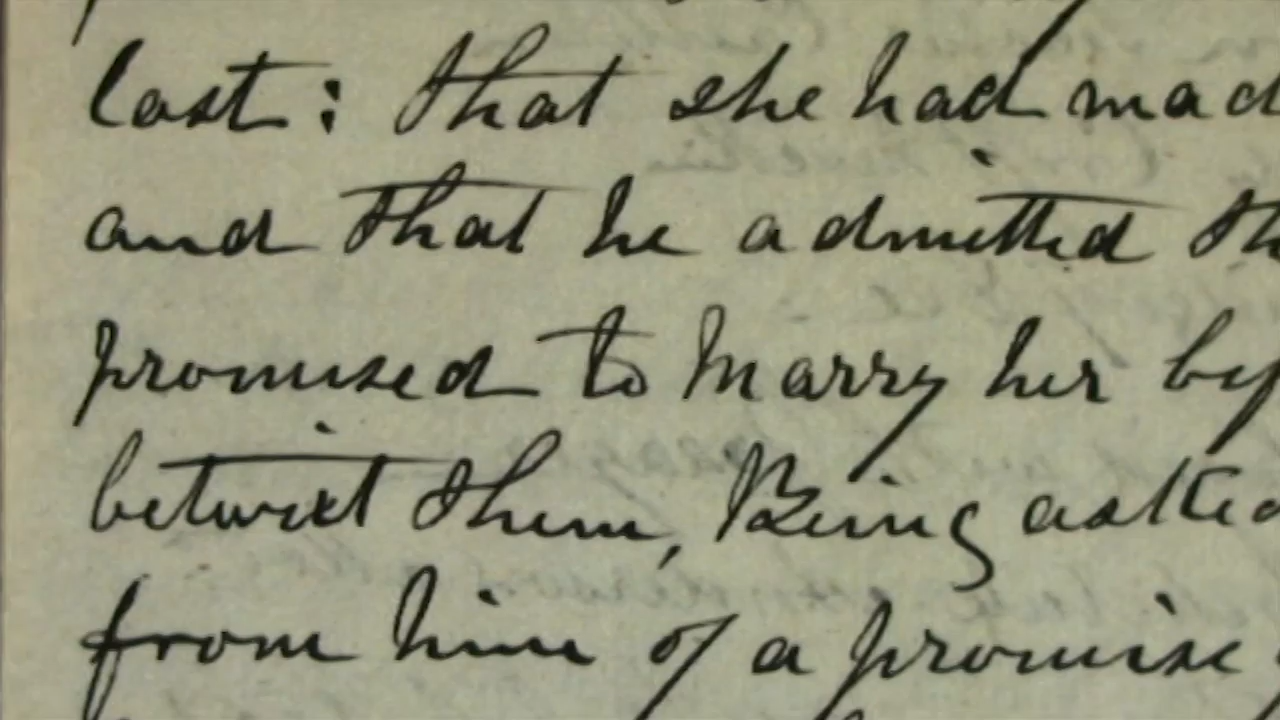 last: that she had mad
and that he admitted th
promised to marry her bef
betwixt them, Being asked
from him of a promise